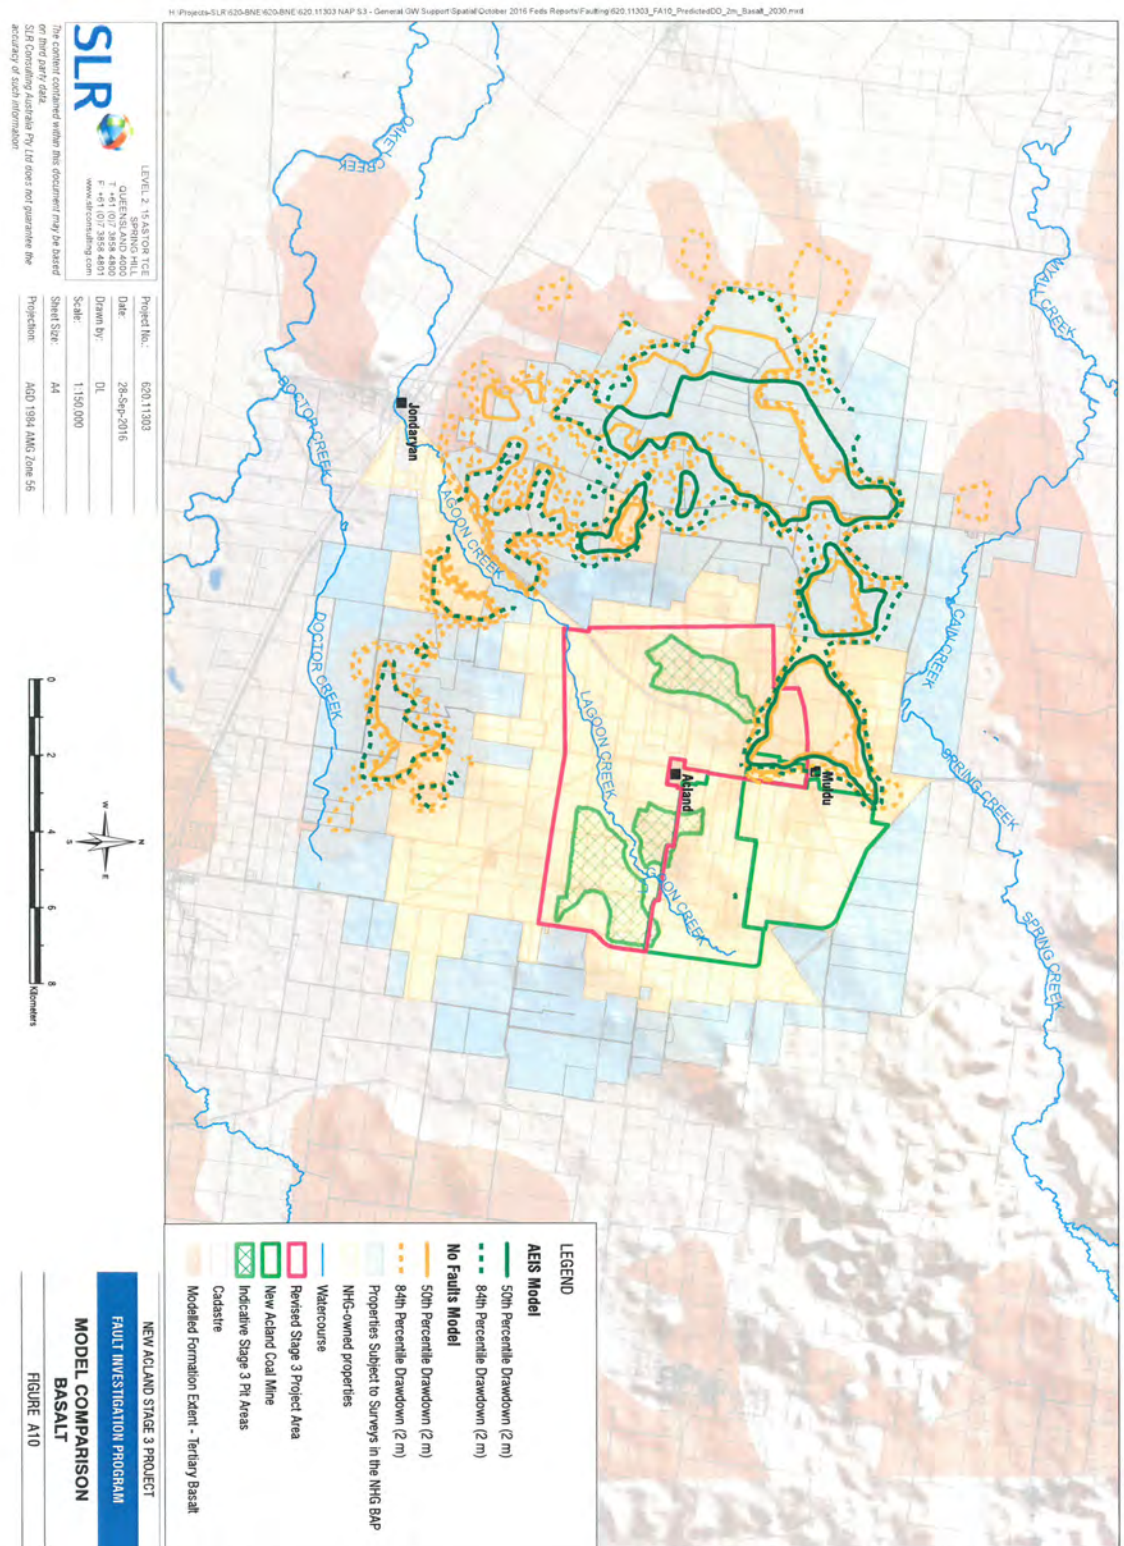 H:\Projects-SLR\620-BNE\620-BNE\620.11303 NAP S3 - General GW Support\Spatial\October 2016 Feds Reports\Faulting\620.11303_FA10_PredictedDD_2m_Basalt_2030.mxd
OAKEY CREEK
MYALL CREEK
DOCTOR CREEK
Jondaryan
LAGOON CREEK
CAIN CREEK
SPRING CREEK
DOCTOR CREEK
LAGOON CREEK
Muldu
Acland
SPRING CREEK
LAGOON CREEK
LEGEND
AEIS Model
50th Percentile Drawdown (2 m)
84th Percentile Drawdown (2 m)
No Faults Model
50th Percentile Drawdown (2 m)
84th Percentile Drawdown (2 m)
Properties Subject to Surveys in the NHG BAP
NHG-owned properties
Watercourse
Revised Stage 3 Project Area
New Acland Coal Mine
Indicative Stage 3 Pit Areas
Cadastre
Modelled Formation Extent - Tertiary Basalt
SLR
LEVEL 2, 15 ASTOR TCE
SPRING HILL
QUEENSLAND 4000
T: +61 (0)7 3858 4800
F: +61 (0)7 3858 4801
www.slrconsulting.com
The content contained within this document may be based
on third party data.
SLR Consulting Australia Pty Ltd does not guarantee the
accuracy of such information.
Project No.: 620.11303
Date: 28-Sep-2016
Drawn by: DL
Scale: 1:150,000
Sheet Size: A4
Projection: AGD 1984 AMG Zone 56
0 2 4 6 8
Kilometers
N
W E
S
NEW ACLAND STAGE 3 PROJECT
FAULT INVESTIGATION PROGRAM
MODEL COMPARISON
BASALT
FIGURE A10